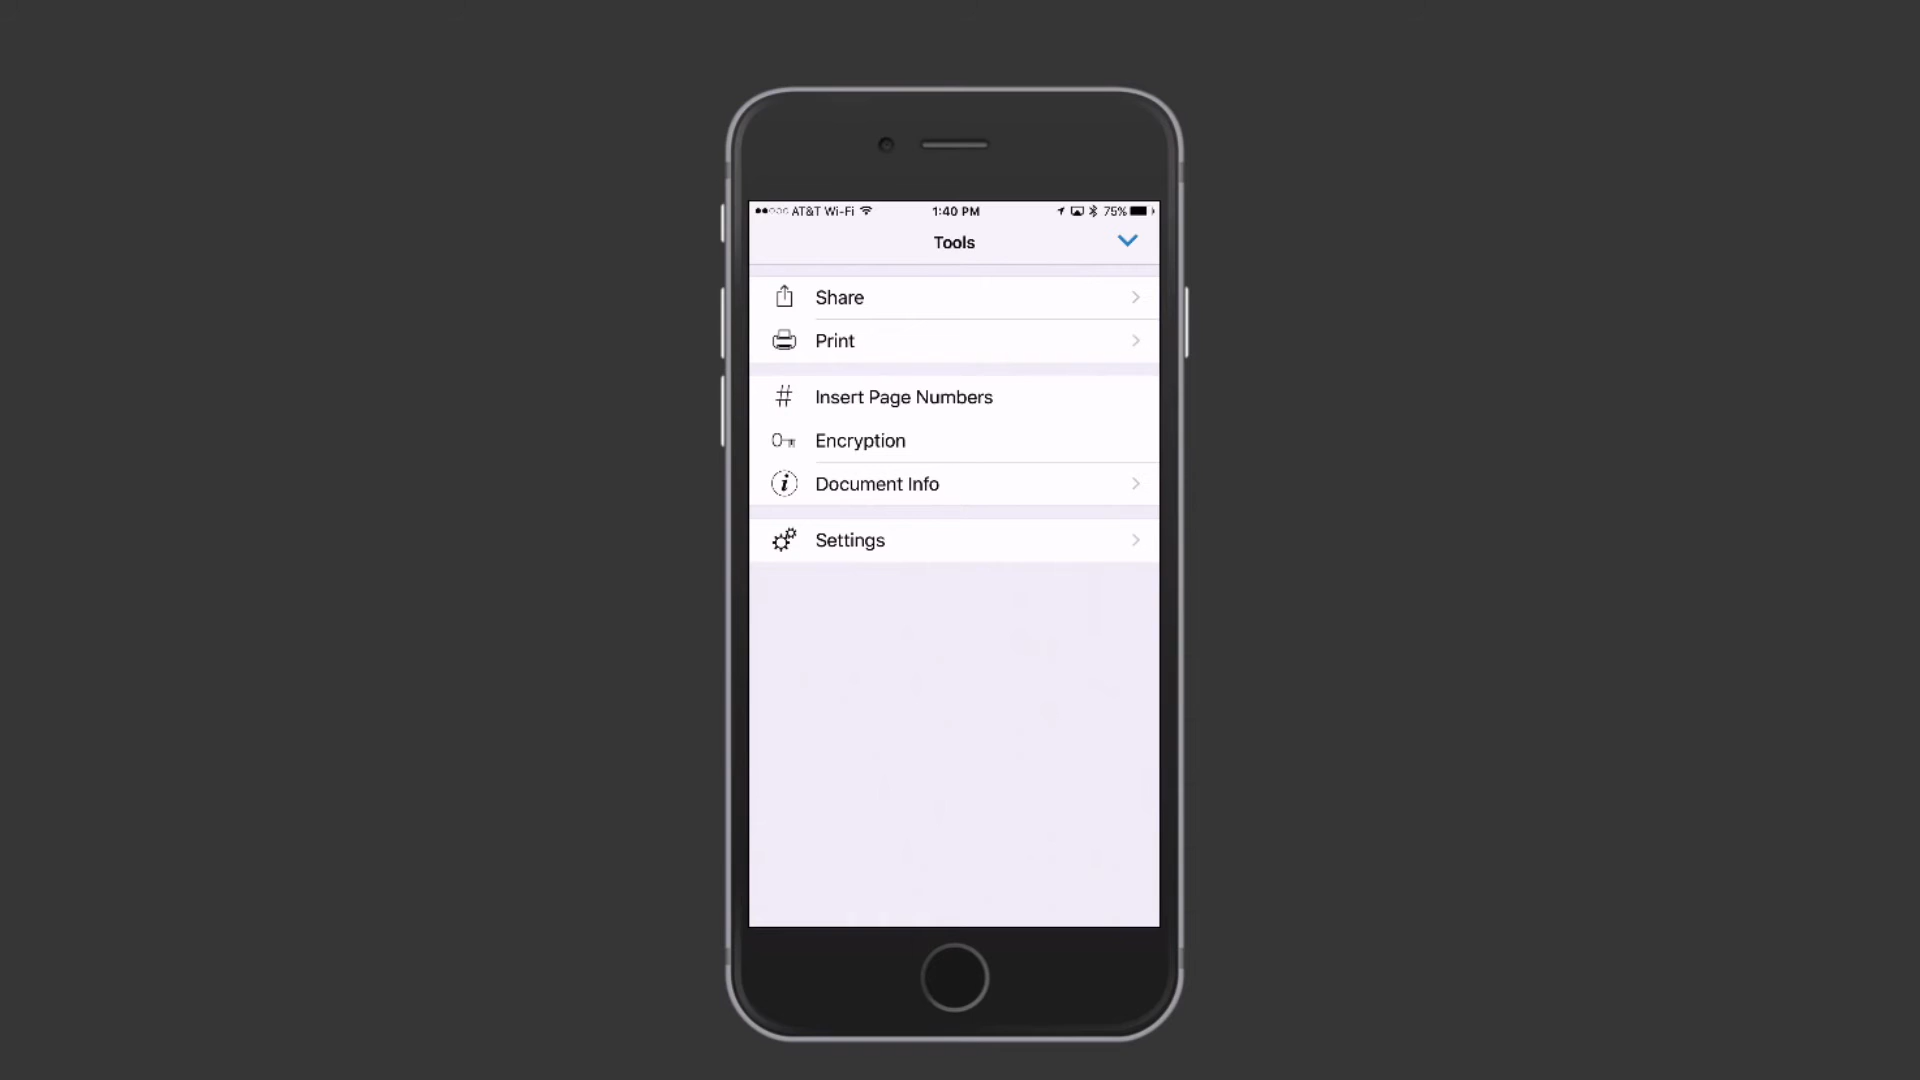 AT&T Wi-Fi 1:40 PM 75%
Tools
Share
Print
Insert Page Numbers
Encryption
Document Info
Settings